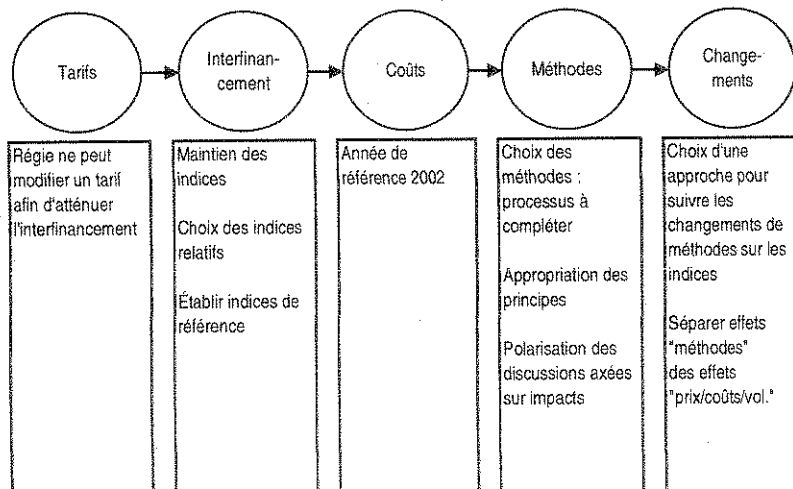 Tarifs
Interfinan-
cement
Coûts
Méthodes
Change-
ments
Régie ne peut
modifier un tarif
afin d'atténuer
l'interfinancement
Maintien des
indices
Choix des indices
relatifs
Établir indices de
référence
Année de
référence 2002
Choix des
méthodes :
processus à
compléter
Appropriation des
principes
Polarisation des
discussions axées
sur impacts
Choix d'une
approche pour
suivre les
changements de
méthodes sur les
indices
Séparer effets
"méthodes"
des effets
"prix/coûts/vol."